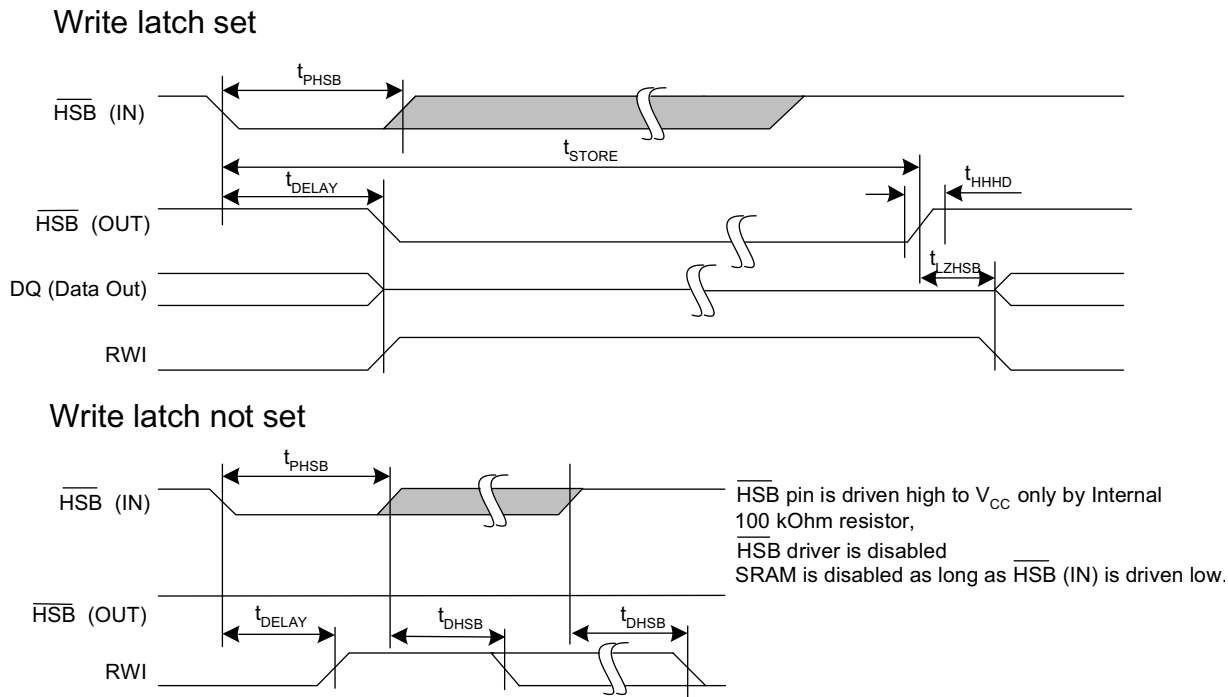 Write latch set
tPHSB
HSB (IN)
tSTORE
tDELAY
tHHHD
HSB (OUT)
tLZHSB
DQ (Data Out)
RWI
Write latch not set
tPHSB
HSB (IN)
HSB pin is driven high to VCC only by Internal
100 kOhm resistor,
HSB driver is disabled
SRAM is disabled as long as HSB (IN) is driven low.
HSB (OUT)
tDELAY
tDHSB
tDHSB
RWI